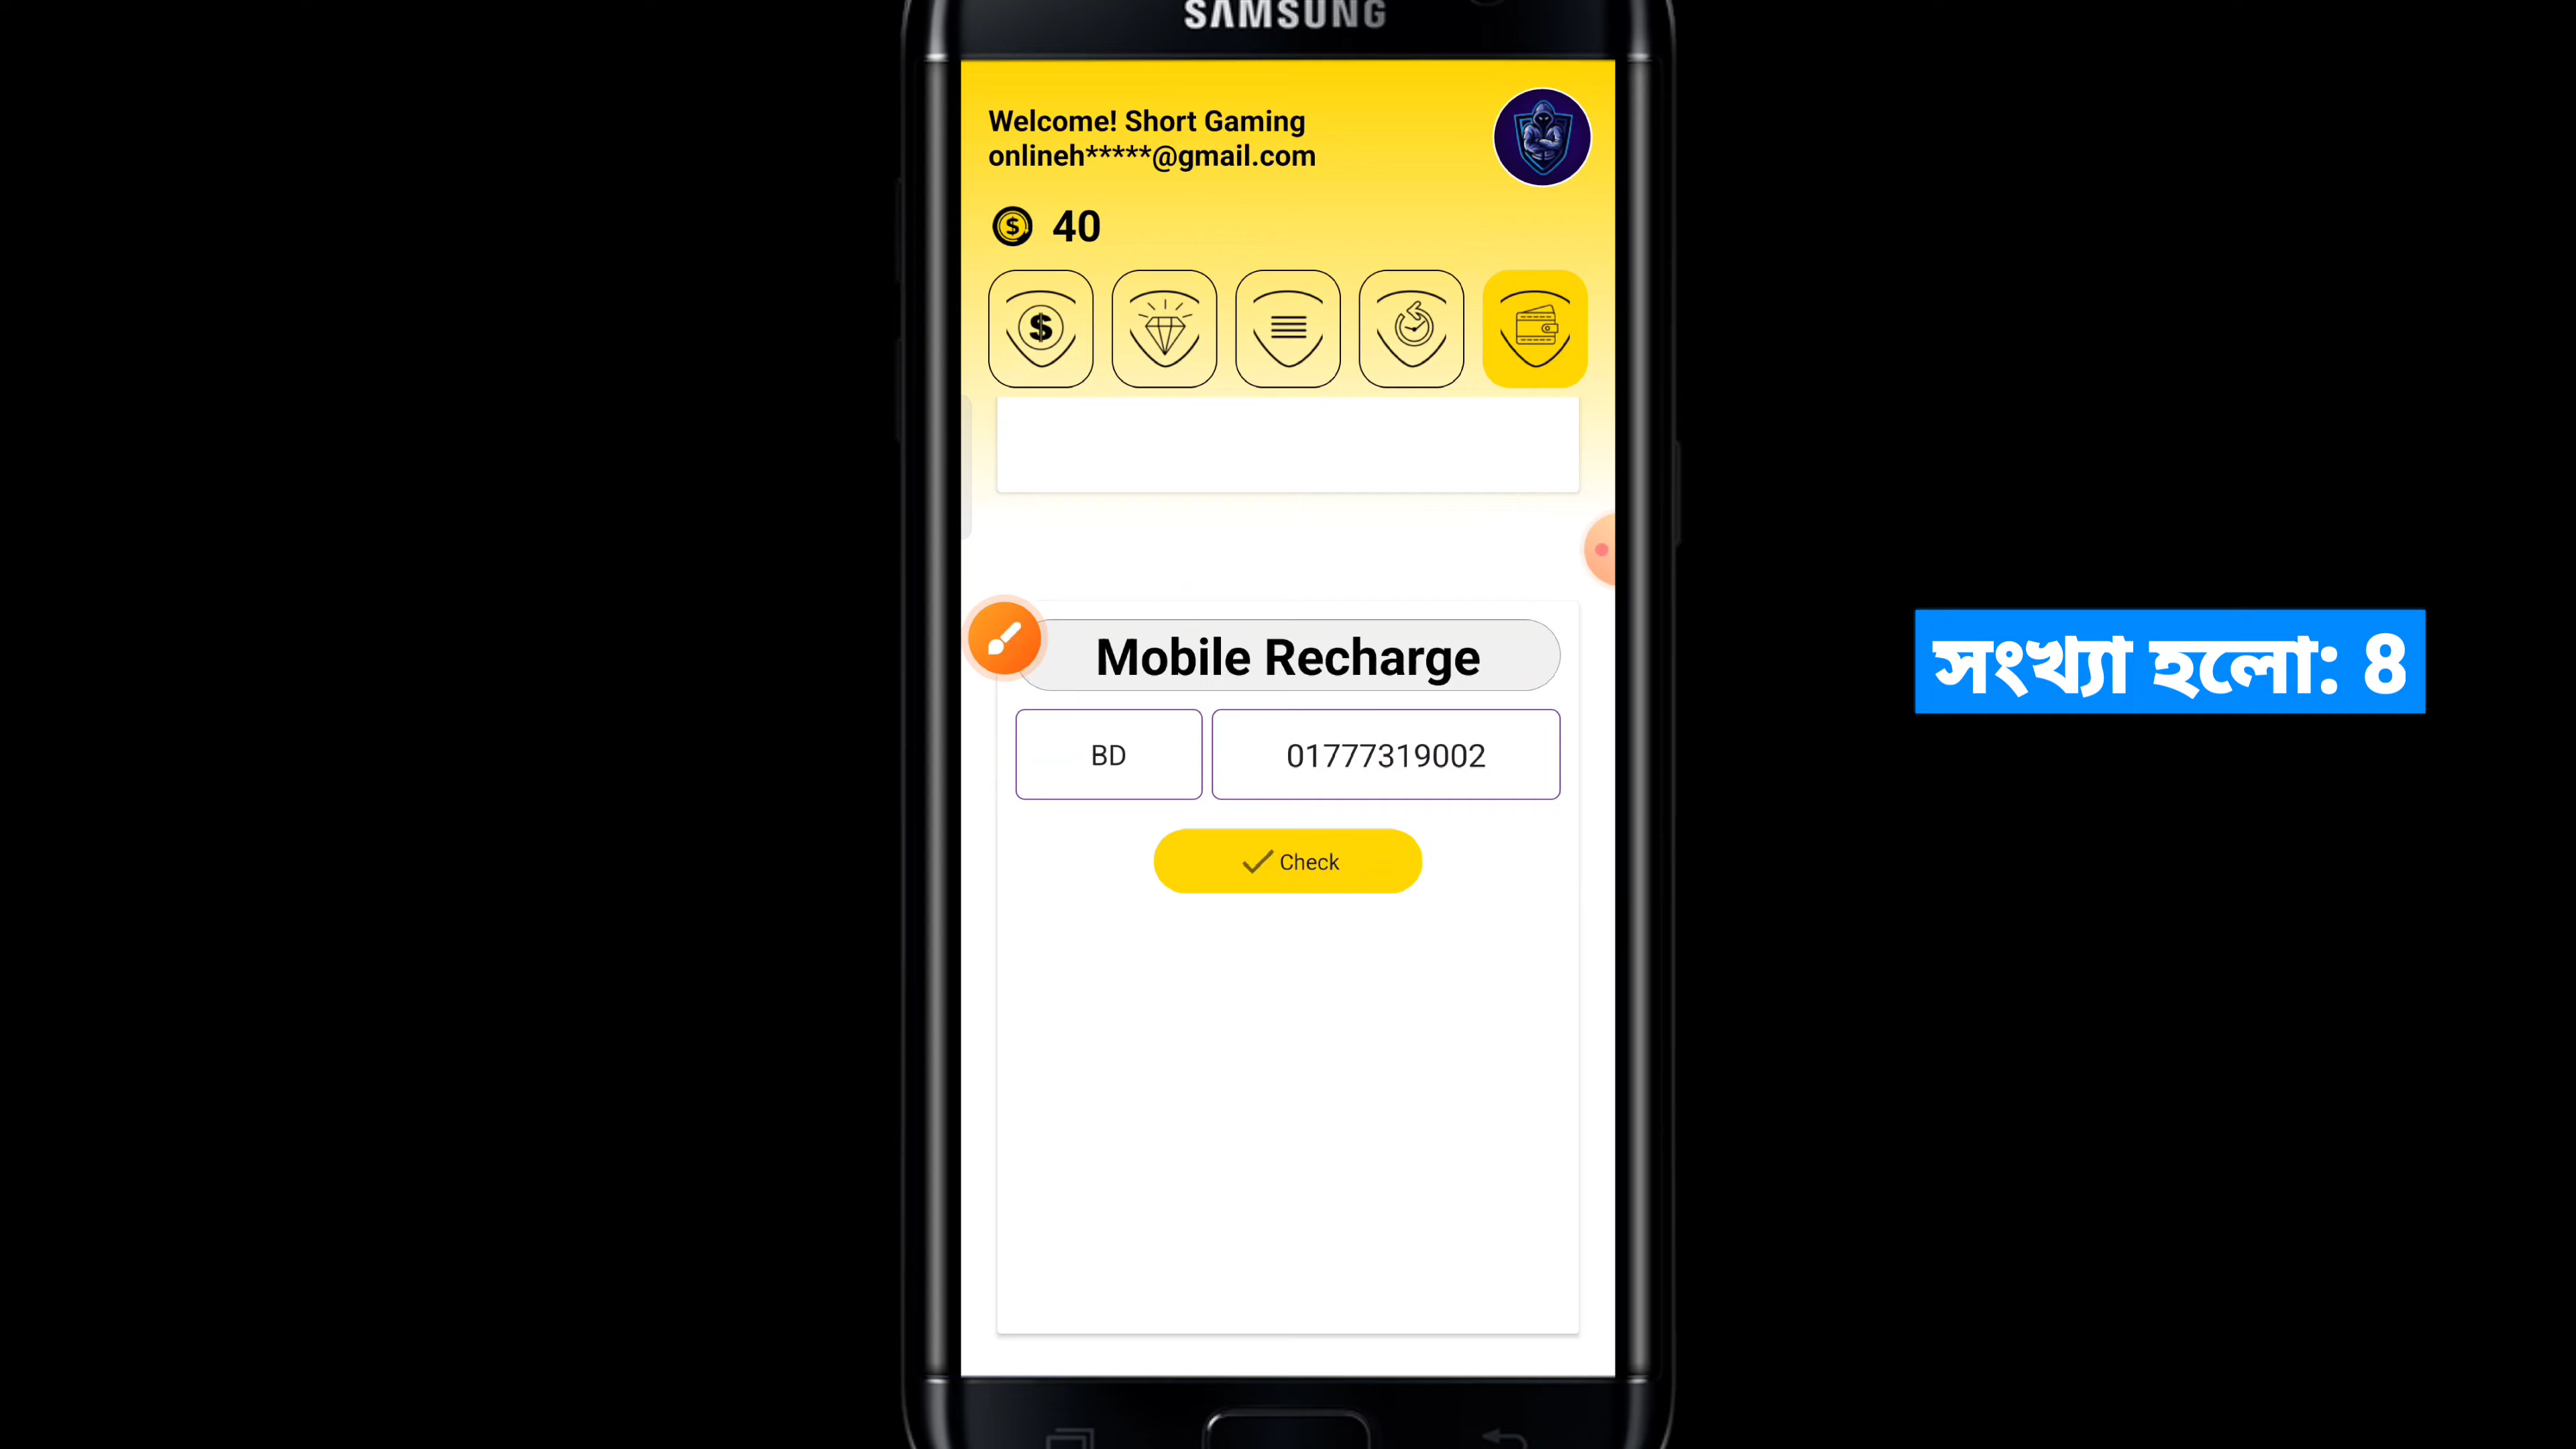 SAMSUNG
Welcome! Short Gaming
onlineh*****@gmail.com
40
Mobile Recharge
BD
01777319002
Check
সংখ্যা হলো: 8